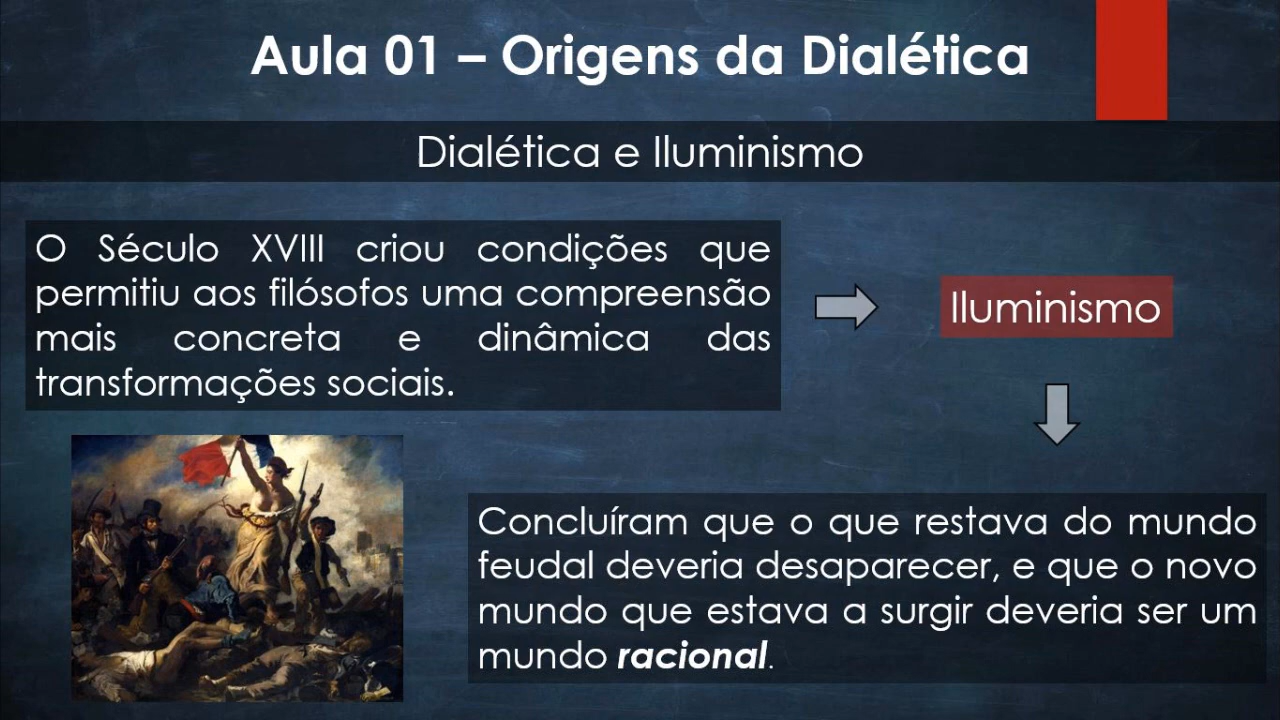 Aula 01 – Origens da Dialética
Dialética e Iluminismo
O Século XVIII criou condições que
permitiu aos filósofos uma compreensão
mais concreta e dinâmica das
transformações sociais.
Iluminismo
Concluíram que o que restava do mundo
feudal deveria desaparecer, e que o novo
mundo que estava a surgir deveria ser um
mundo racional.